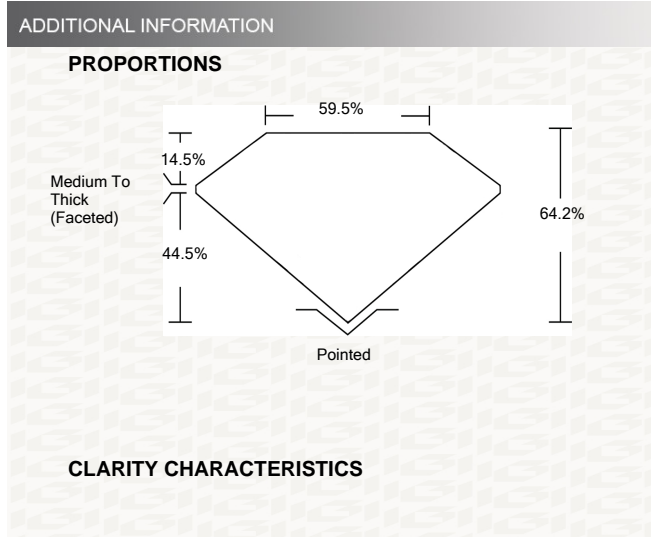 ADDITIONAL INFORMATION
PROPORTIONS
59.5%
14.5%
Medium To
Thick
(Faceted)
64.2%
44.5%
Pointed
CLARITY CHARACTERISTICS